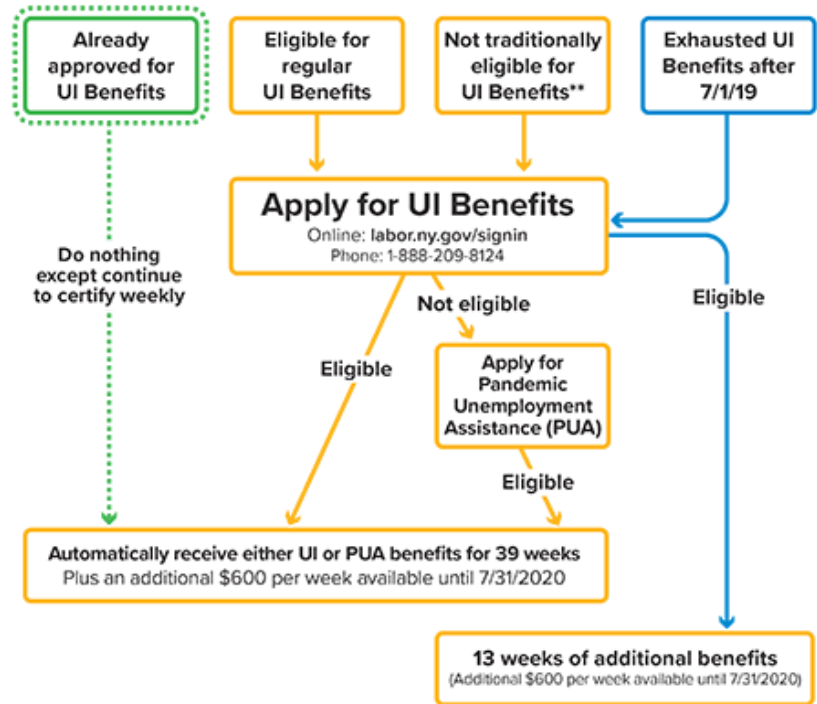 Already
approved for
UI Benefits
Eligible for
regular
UI Benefits
Not traditionally
eligible for
UI Benefits**
Exhausted UI
Benefits after
7/1/19
Apply for UI Benefits
Online: labor.ny.gov/signin
Phone: 1-888-209-8124
Do nothing
except continue
to certify weekly
Not eligible
Eligible
Eligible
Apply for
Pandemic
Unemployment
Assistance (PUA)
Eligible
Automatically receive either UI or PUA benefits for 39 weeks
Plus an additional $600 per week available until 7/31/2020
13 weeks of additional benefits
(Additional $600 per week available until 7/31/2020)